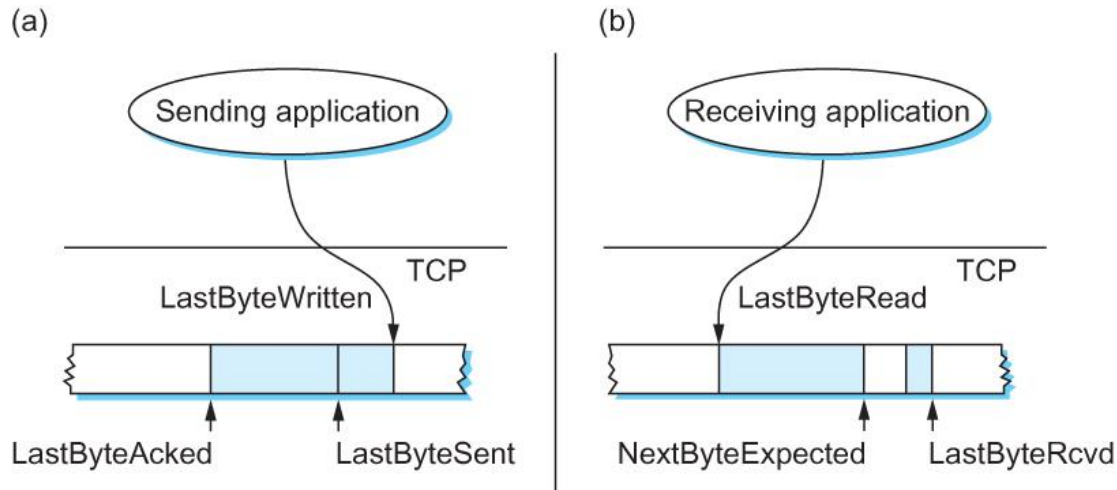 (a)
Sending application
TCP
LastByteWritten
LastByteAcked
LastByteSent
(b)
Receiving application
TCP
LastByteRead
NextByteExpected
LastByteRcvd